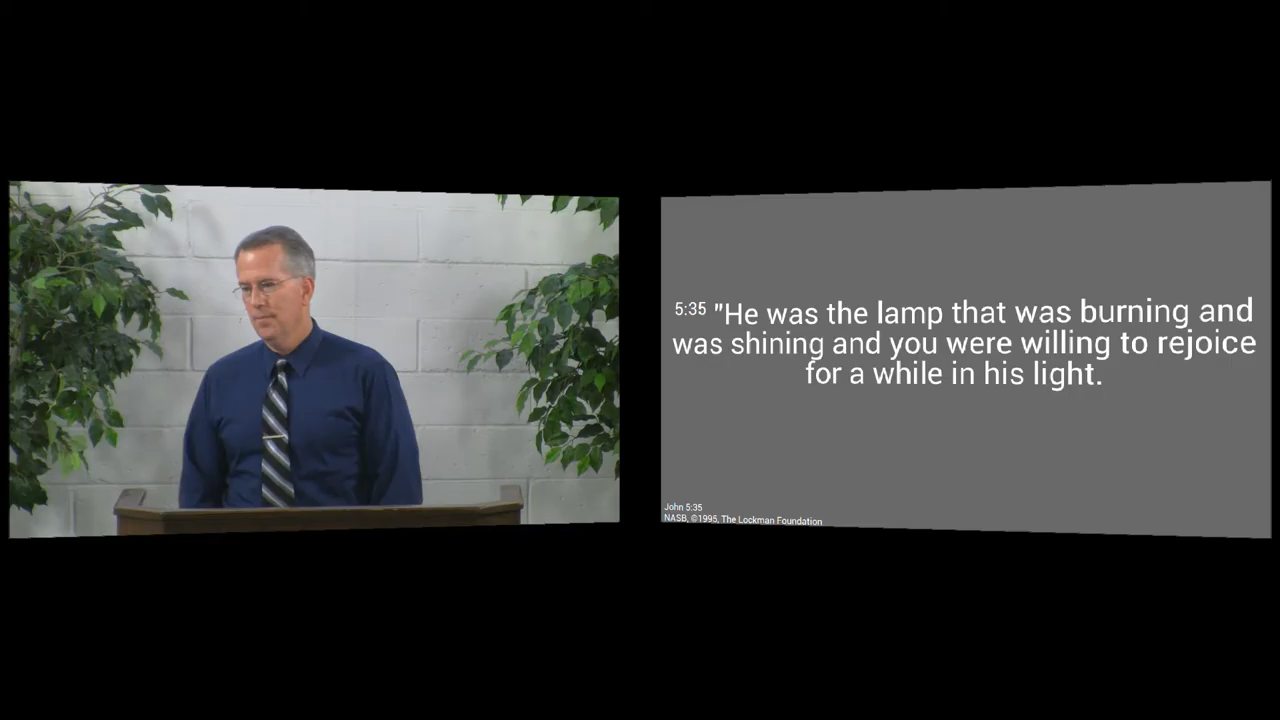 5:35 "He was the lamp that was burning and
was shining and you were willing to rejoice
for a while in his light.
John 5:35
NASB, ©1995, The Lockman Foundation